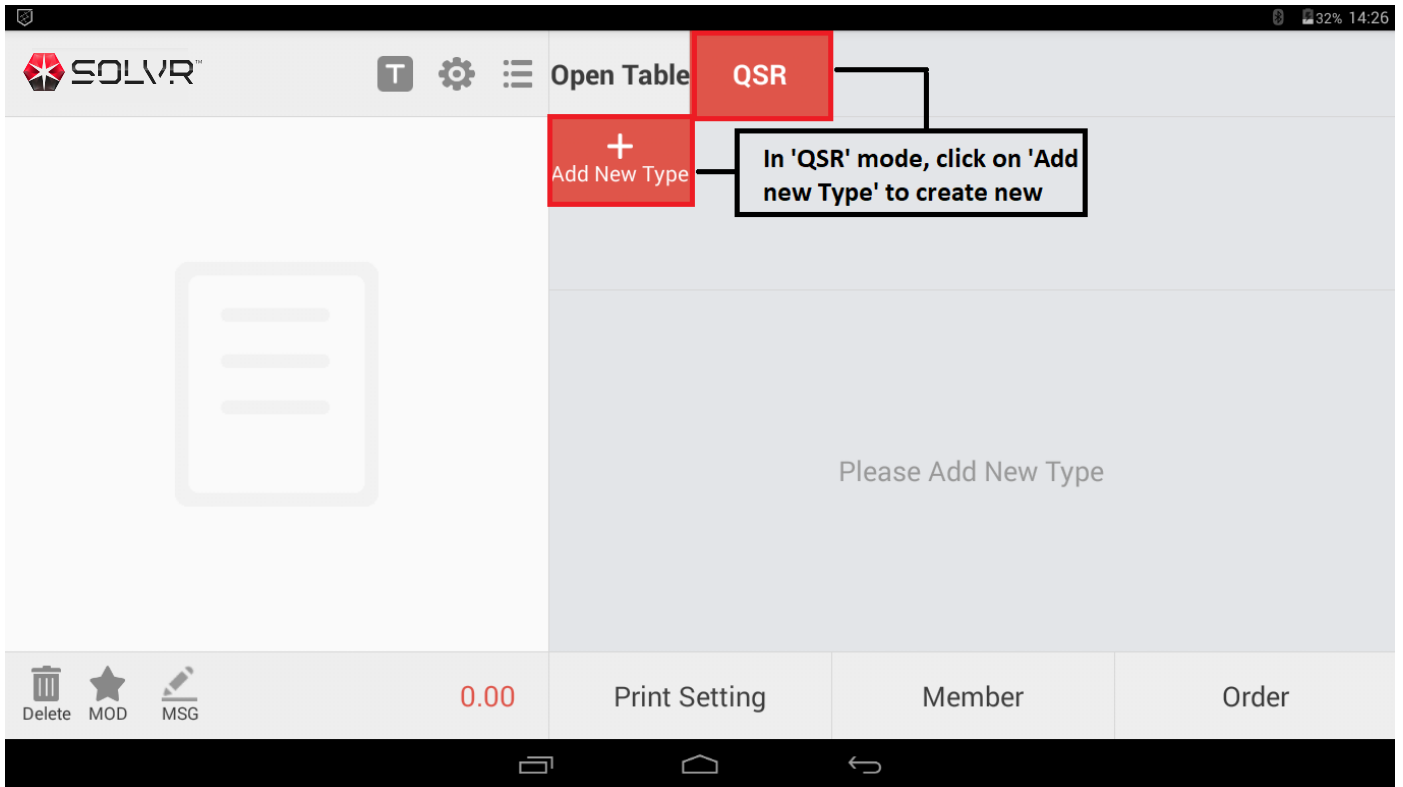 32% 14:26
SOLVR™
T
Open Table
QSR
+
Add New Type
In 'QSR' mode, click on 'Add
new Type' to create new
Please Add New Type
Delete
MOD
MSG
0.00
Print Setting
Member
Order